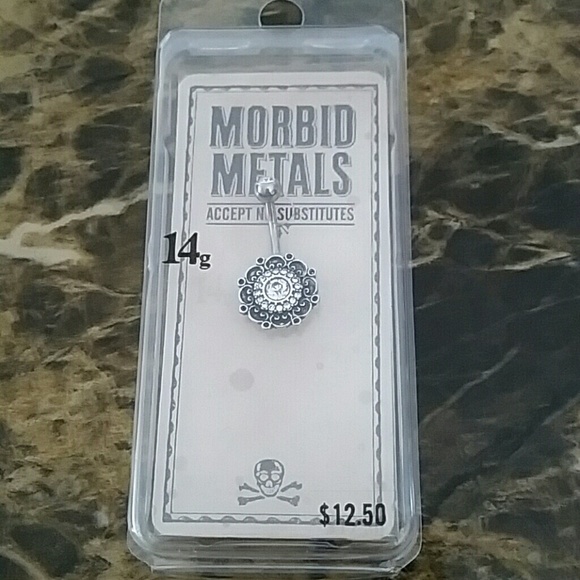 MORBID
METALS
ACCEPT NO SUBSTITUTES
14g
$12.50